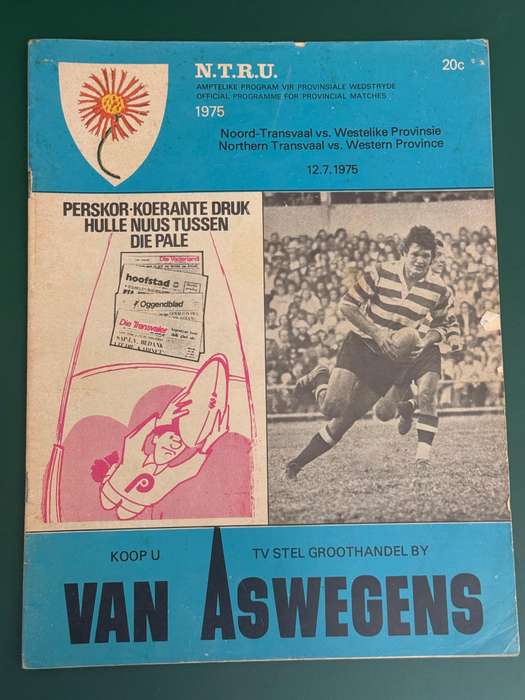 N.T.R.U.
20c
AMPTELIKE PROGRAM VIR PROVINSIALE WEDSTRYDE
OFFICIAL PROGRAMME FOR PROVINCIAL MATCHES
1975
Noord-Transvaal vs. Westelike Provinsie
Northern Transvaal vs. Western Province
12.7.1975
PERSKOR-KOERANTE DRUK
HULLE NUUS TUSSEN
DIE PALE
Die Vaderland
hoofstad
Oggendblad
Die Transvaler
P
KOOP U
TV STEL GROOTHANDEL BY
VAN ASWEGENS